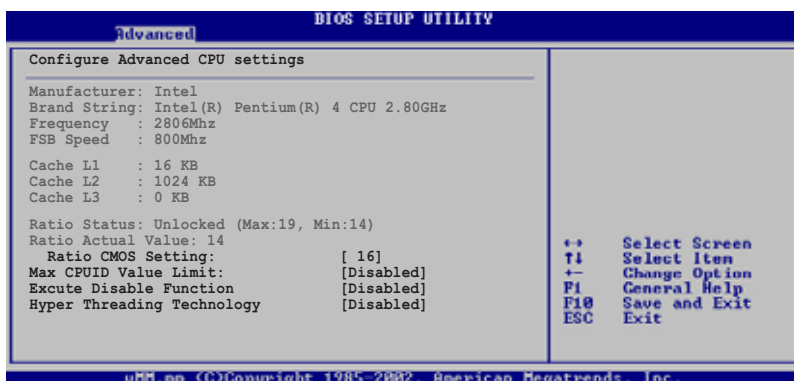 BIOS SETUP UTILITY
Advanced
Configure Advanced CPU settings
Manufacturer: Intel
Brand String: Intel(R) Pentium(R) 4 CPU 2.80GHz
Frequency : 2806Mhz
FSB Speed : 800Mhz
Cache L1 : 16 KB
Cache L2 : 1024 KB
Cache L3 : 0 KB
Ratio Status: Unlocked (Max:19, Min:14)
Ratio Actual Value: 14
Ratio CMOS Setting: [ 16]
Max CPUID Value Limit: [Disabled]
Excute Disable Function [Disabled]
Hyper Threading Technology [Disabled]
↔ Select Screen
↑↓ Select Item
+- Change Option
F1 General Help
F10 Save and Exit
ESC Exit
(C)Copyright 1985-2002, American Megatrends, Inc.